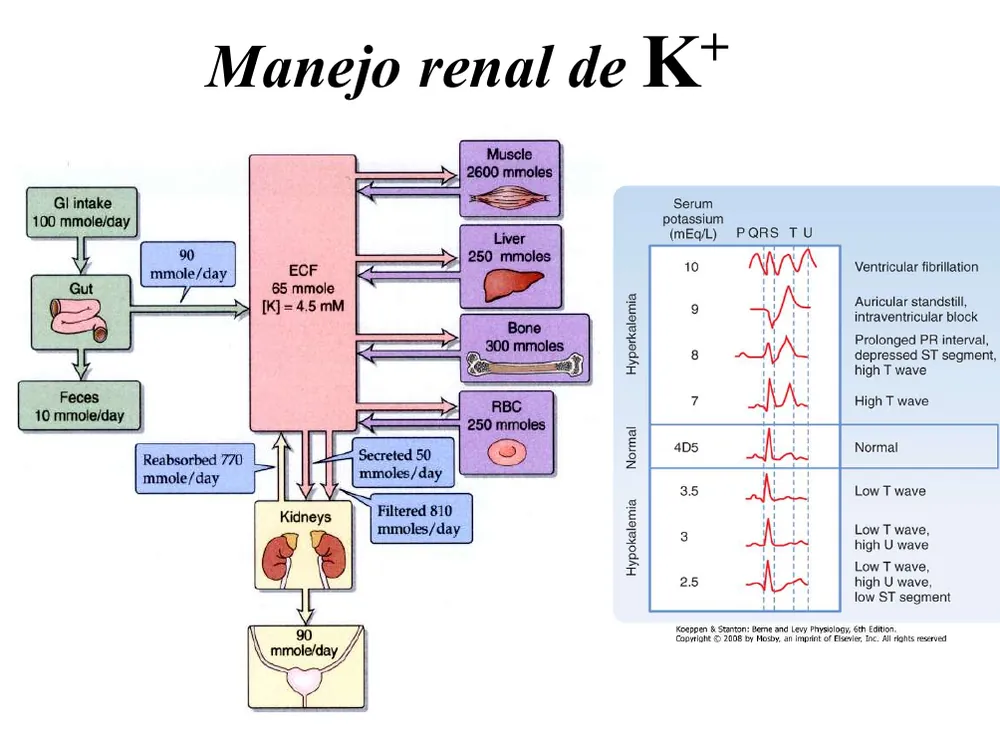 Manejo renal de K+
GI intake
100 mmole/day
90
mmole/day
Gut
Feces
10 mmole/day
ECF
65 mmole
[K] = 4.5 mM
Muscle
2600 mmoles
Liver
250 mmoles
Bone
300 mmoles
RBC
250 mmoles
Reabsorbed 770
mmole/day
Secreted 50
mmoles/day
Filtered 810
mmoles/day
Kidneys
90
mmole/day
Serum
potassium
(mEq/L)
P QRS T U
Hyperkalemia
10
Ventricular fibrillation
9
Auricular standstill,
intraventricular block
8
Prolonged PR interval,
depressed ST segment,
high T wave
7
High T wave
Normal
4D5
Normal
Hypokalemia
3.5
Low T wave
3
Low T wave,
high U wave
2.5
Low T wave,
high U wave,
low ST segment
Koeppen & Stanton: Berne and Levy Physiology, 6th Edition.
Copyright © 2008 by Mosby, an imprint of Elsevier, Inc. All rights reserved